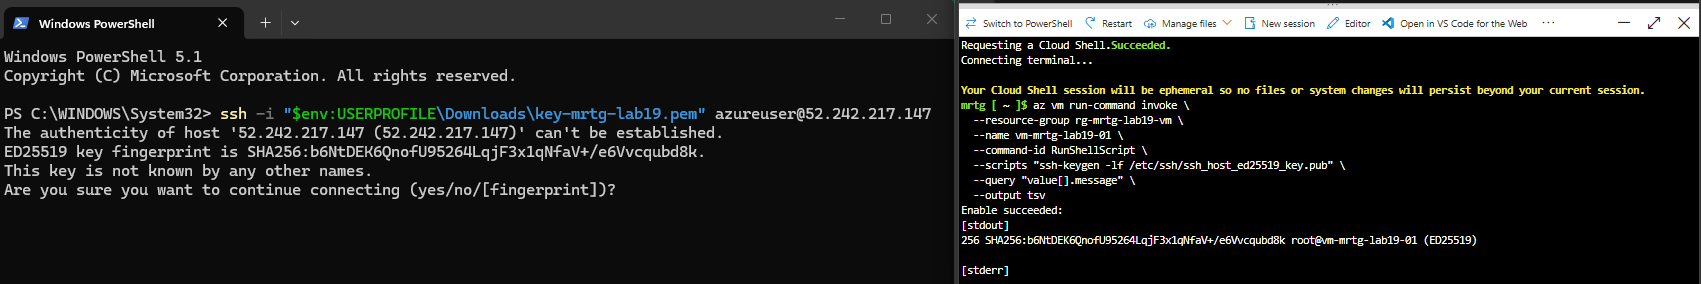 Windows PowerShell
Windows PowerShell 5.1
Copyright (C) Microsoft Corporation. All rights reserved.
PS C:\WINDOWS\System32> ssh -i "$env:USERPROFILE\Downloads\key-mrtg-lab19.pem" azureuser@52.242.217.147
The authenticity of host '52.242.217.147 (52.242.217.147)' can't be established.
ED25519 key fingerprint is SHA256:b6NtDEK6QnofU95264LqjF3x1qNfaV+/e6Vvcqubd8k.
This key is not known by any other names.
Are you sure you want to continue connecting (yes/no/[fingerprint])?
Switch to PowerShell Restart Manage files New session Editor Open in VS Code for the Web
Requesting a Cloud Shell.Succeeded.
Connecting terminal...
Your Cloud Shell session will be ephemeral so no files or system changes will persist beyond your current session.
mrtg [ ~ ]$ az vm run-command invoke \
--resource-group rg-mrtg-lab19-vm \
--name vm-mrtg-lab19-01 \
--command-id RunShellScript \
--scripts "ssh-keygen -lf /etc/ssh/ssh_host_ed25519_key.pub" \
--query "value[].message" \
--output tsv
Enable succeeded:
[stdout]
256 SHA256:b6NtDEK6QnofU95264LqjF3x1qNfaV+/e6Vvcqubd8k root@vm-mrtg-lab19-01 (ED25519)
[stderr]